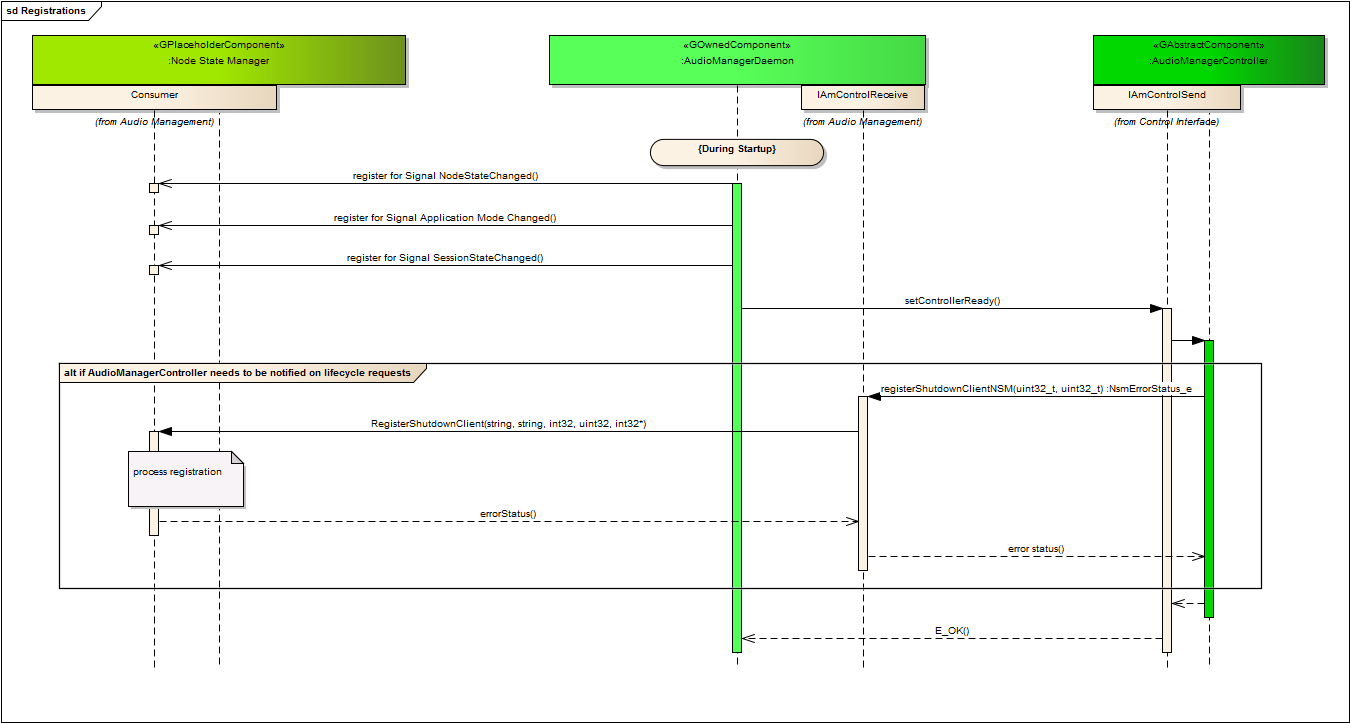 sd Registrations
«GPlaceholderComponent»
:Node State Manager
«GOwnedComponent»
:AudioManagerDaemon
«GAbstractComponent»
:AudioManagerController
Consumer
IAmControlReceive
IAmControlSend
(from Audio Management)
(from Audio Management)
(from Control Interface)
{During Startup}
register for Signal NodeStateChanged()
register for Signal Application Mode Changed()
register for Signal SessionStateChanged()
setControllerReady()
alt if AudioManagerController needs to be notified on lifecycle requests
registerShutdownClientNSM(uint32_t, uint32_t) :NsmErrorStatus_e
RegisterShutdownClient(string, string, int32, uint32, int32*)
process registration
errorStatus()
error status()
E_OK()